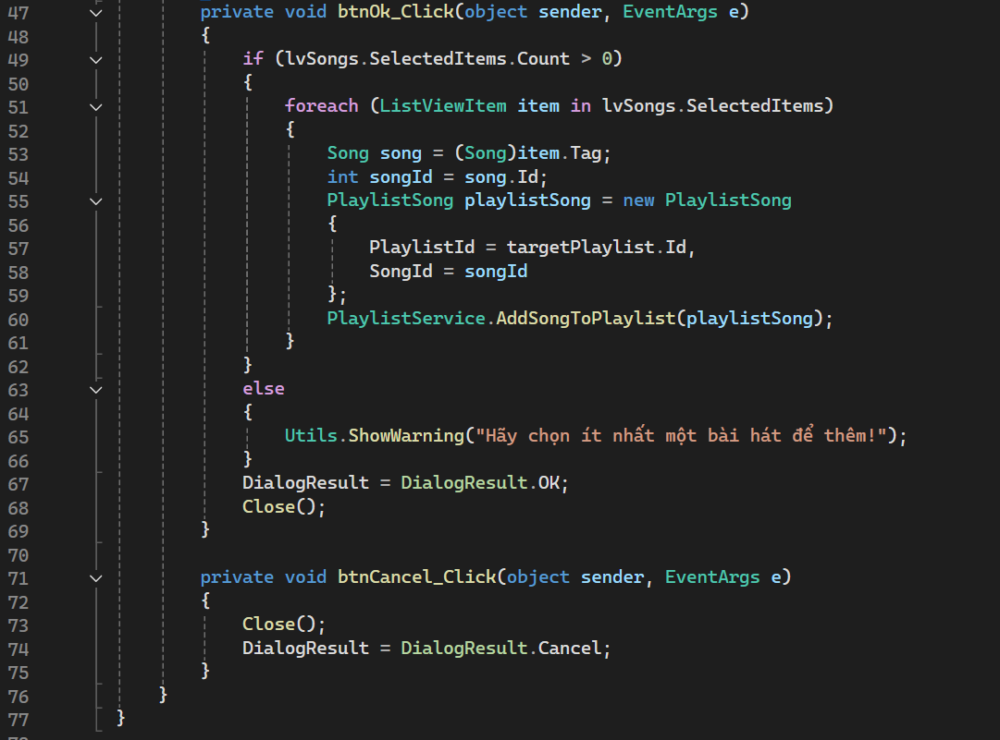 47 private void btnOk_Click(object sender, EventArgs e)
48 {
49 if (lvSongs.SelectedItems.Count > 0)
50 {
51 foreach (ListViewItem item in lvSongs.SelectedItems)
52 {
53 Song song = (Song)item.Tag;
54 int songId = song.Id;
55 PlaylistSong playlistSong = new PlaylistSong
56 {
57 PlaylistId = targetPlaylist.Id,
58 SongId = songId
59 };
60 PlaylistService.AddSongToPlaylist(playlistSong);
61 }
62 }
63 else
64 {
65 Utils.ShowWarning("Hãy chọn ít nhất một bài hát để thêm!");
66 }
67 DialogResult = DialogResult.OK;
68 Close();
69 }
70
71 private void btnCancel_Click(object sender, EventArgs e)
72 {
73 Close();
74 DialogResult = DialogResult.Cancel;
75 }
76 }
77 }